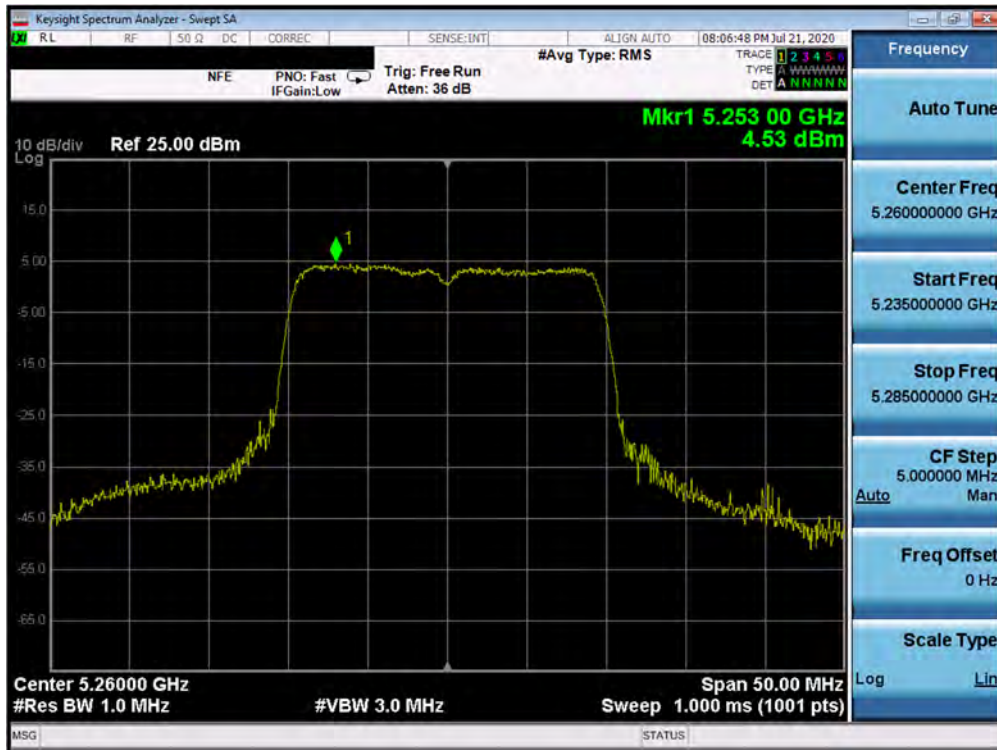 Keysight Spectrum Analyzer - Swept SA
LXI RL RF 50 Ω DC CORREC SENSE:INT ALIGN AUTO 08:06:48 PM Jul 21, 2020
NFE PNO: Fast Trig: Free Run #Avg Type: RMS TRACE 1 2 3 4 5 6
IFGain:Low Atten: 36 dB TYPE A WWWWW
DET A N N N N N
Mkr1 5.253 00 GHz
4.53 dBm
10 dB/div Ref 25.00 dBm
Log
15.0
1
5.00
-5.00
-15.0
-25.0
-35.0
-45.0
-55.0
-65.0
Center 5.26000 GHz Span 50.00 MHz
#Res BW 1.0 MHz #VBW 3.0 MHz Sweep 1.000 ms (1001 pts)
MSG STATUS
Frequency
Auto Tune
Center Freq
5.260000000 GHz
Start Freq
5.235000000 GHz
Stop Freq
5.285000000 GHz
CF Step
5.000000 MHz
Auto Man
Freq Offset
0 Hz
Scale Type
Log Lin